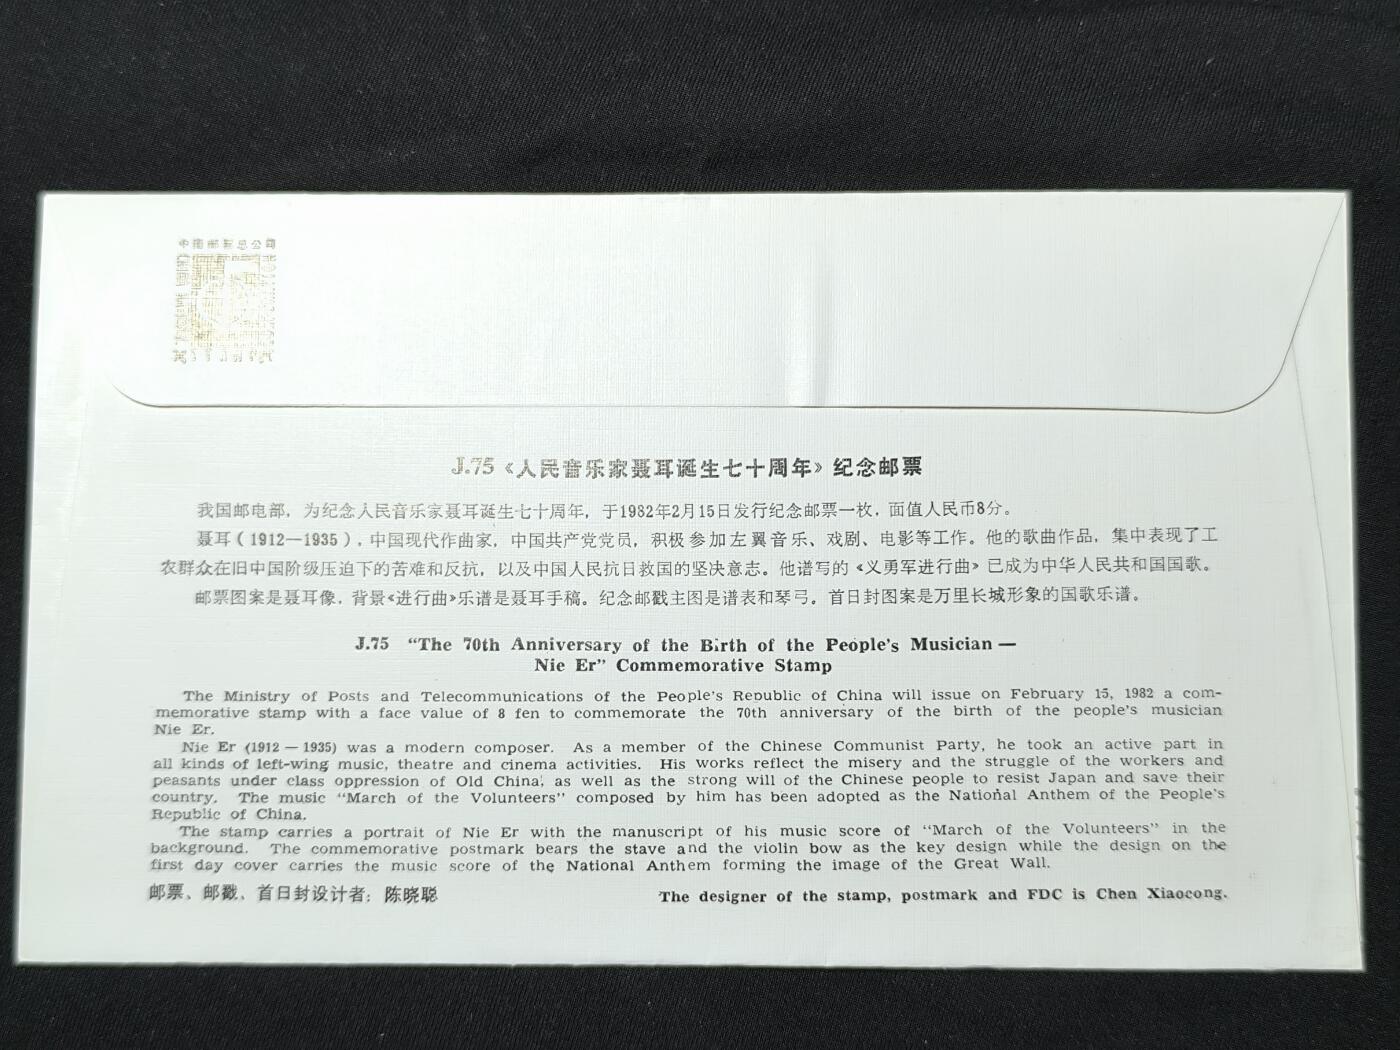 中国邮票总公司
J.75《人民音乐家聂耳诞生七十周年》纪念邮票
我国邮电部，为纪念人民音乐家聂耳诞生七十周年，于1982年2月15日发行纪念邮票一枚，面值人民币8分。
聂耳（1912—1935），中国现代作曲家，中国共产党党员，积极参加左翼音乐、戏剧、电影等工作。他的歌曲作品，集中表现了工
农群众在旧中国阶级压迫下的苦难和反抗，以及中国人民抗日救国的坚决意志。他谱写的《义勇军进行曲》已成为中华人民共和国国歌。
邮票图案是聂耳像，背景《进行曲》乐谱是聂耳手稿。纪念邮戳主图是谱表和琴弓。首日封图案是万里长城形象的国歌乐谱。
J.75 “The 70th Anniversary of the Birth of the People's Musician —
Nie Er” Commemorative Stamp
The Ministry of Posts and Telecommunications of the People's Republic of China will issue on February 15, 1982 a com-
memorative stamp with a face value of 8 fen to commemorate the 70th anniversary of the birth of the people's musician
Nie Er.
Nie Er (1912 — 1935) was a modern composer. As a member of the Chinese Communist Party, he took an active part in
all kinds of left-wing music, theatre and cinema activities. His works reflect the misery and the struggle of the workers and
peasants under class oppression of Old China, as well as the strong will of the Chinese people to resist Japan and save their
country. The music “March of the Volunteers” composed by him has been adopted as the National Anthem of the People's
Republic of China.
The stamp carries a portrait of Nie Er with the manuscript of his music score of “March of the Volunteers” in the
background. The commemorative postmark bears the stave and the violin bow as the key design while the design on the
first day cover carries the music score of the National Anthem forming the image of the Great Wall.
邮票、邮戳、首日封设计者：陈晓聪
The designer of the stamp, postmark and FDC is Chen Xiaocong.